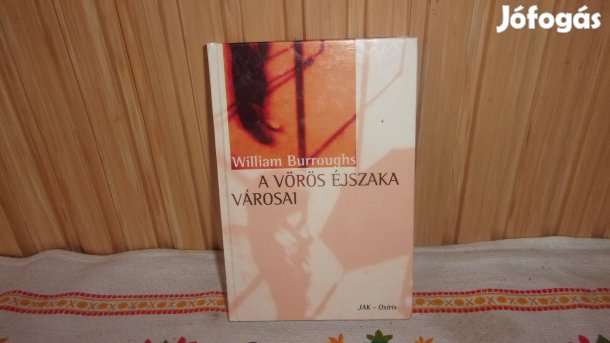 Jófogás
William Burroughs
A VÖRÖS ÉJSZAKA
VÁROSAI
JAK – Osiris